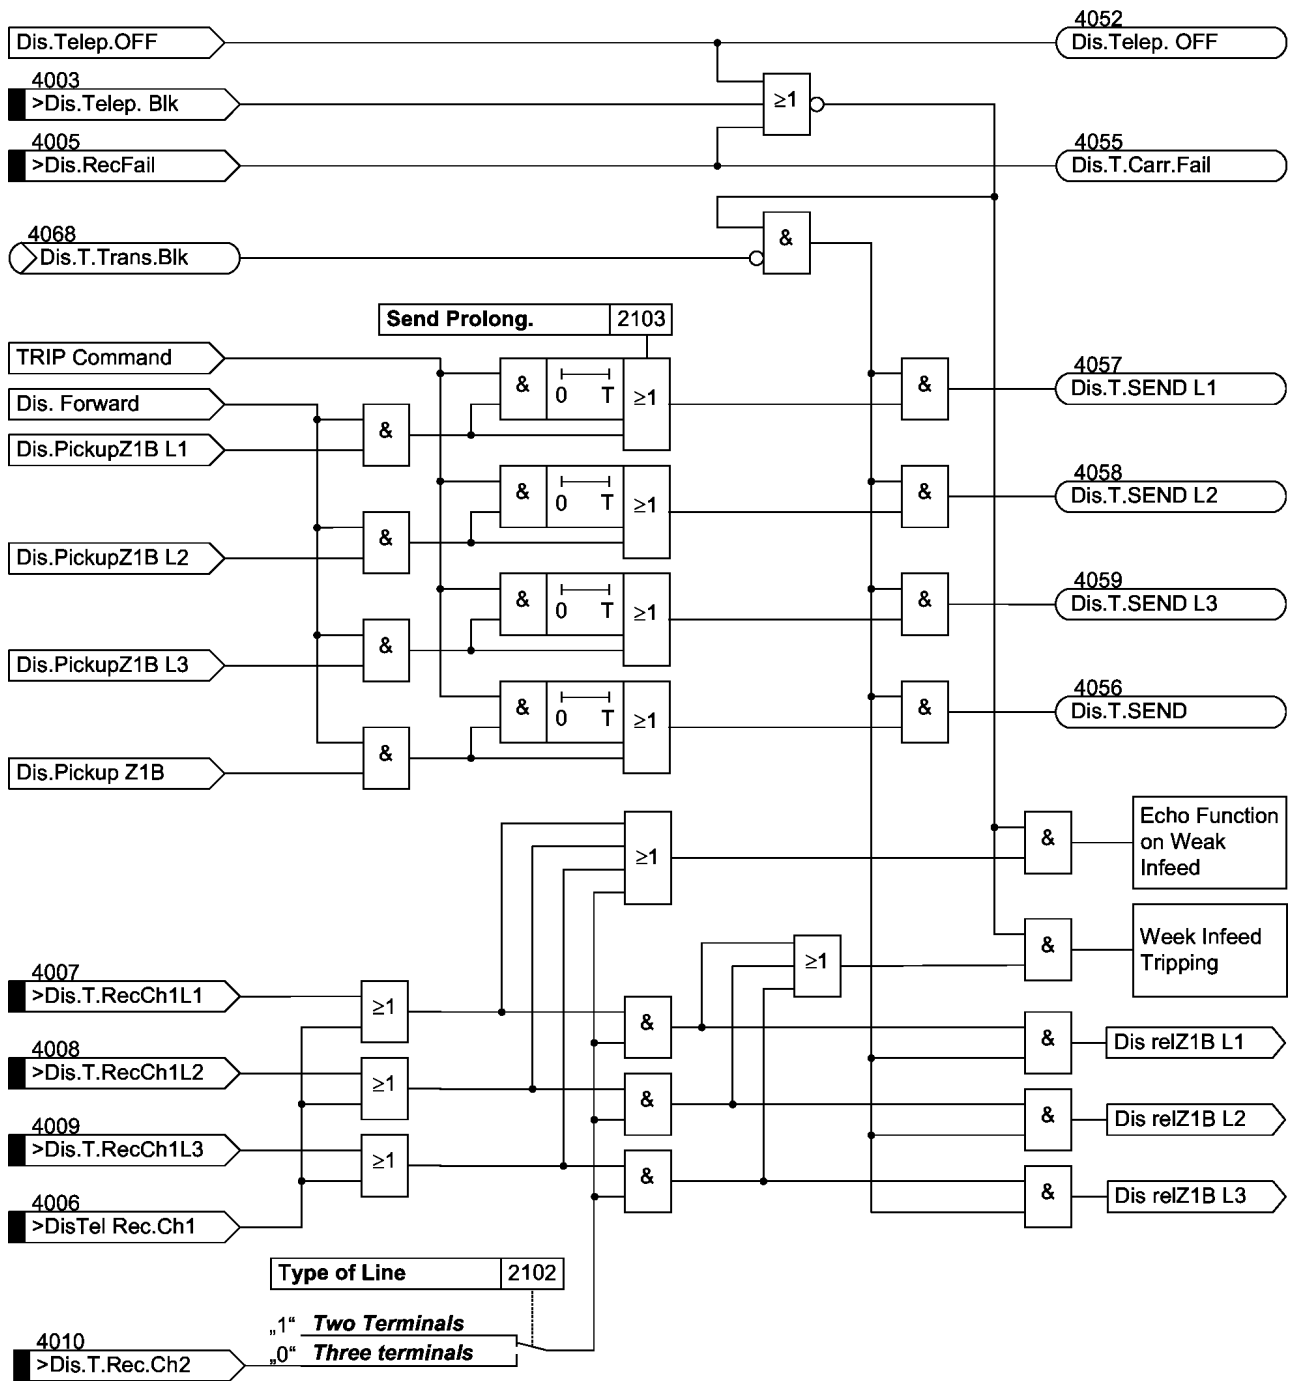 4052
Dis.Telep.OFF
Dis.Telep. OFF
4003
>Dis.Telep. Blk
≥1
4005
4055
>Dis.RecFail
Dis.T.Carr.Fail
4068
Dis.T.Trans.Blk
&
Send Prolong. 2103
TRIP Command
Dis. Forward
Dis.PickupZ1B L1
&
&
0 T
≥1
&
4057
Dis.T.SEND L1
Dis.PickupZ1B L2
&
&
0 T
≥1
&
4058
Dis.T.SEND L2
Dis.PickupZ1B L3
&
&
0 T
≥1
&
4059
Dis.T.SEND L3
Dis.Pickup Z1B
&
&
0 T
≥1
&
4056
Dis.T.SEND
≥1
&
Echo Function
on Weak
Infeed
≥1
&
Week Infeed
Tripping
4007
>Dis.T.RecCh1L1
≥1
&
&
Dis relZ1B L1
4008
>Dis.T.RecCh1L2
≥1
&
&
Dis relZ1B L2
4009
>Dis.T.RecCh1L3
≥1
&
&
Dis relZ1B L3
4006
>DisTel Rec.Ch1
Type of Line 2102
„1“ Two Terminals
„0“ Three terminals
4010
>Dis.T.Rec.Ch2